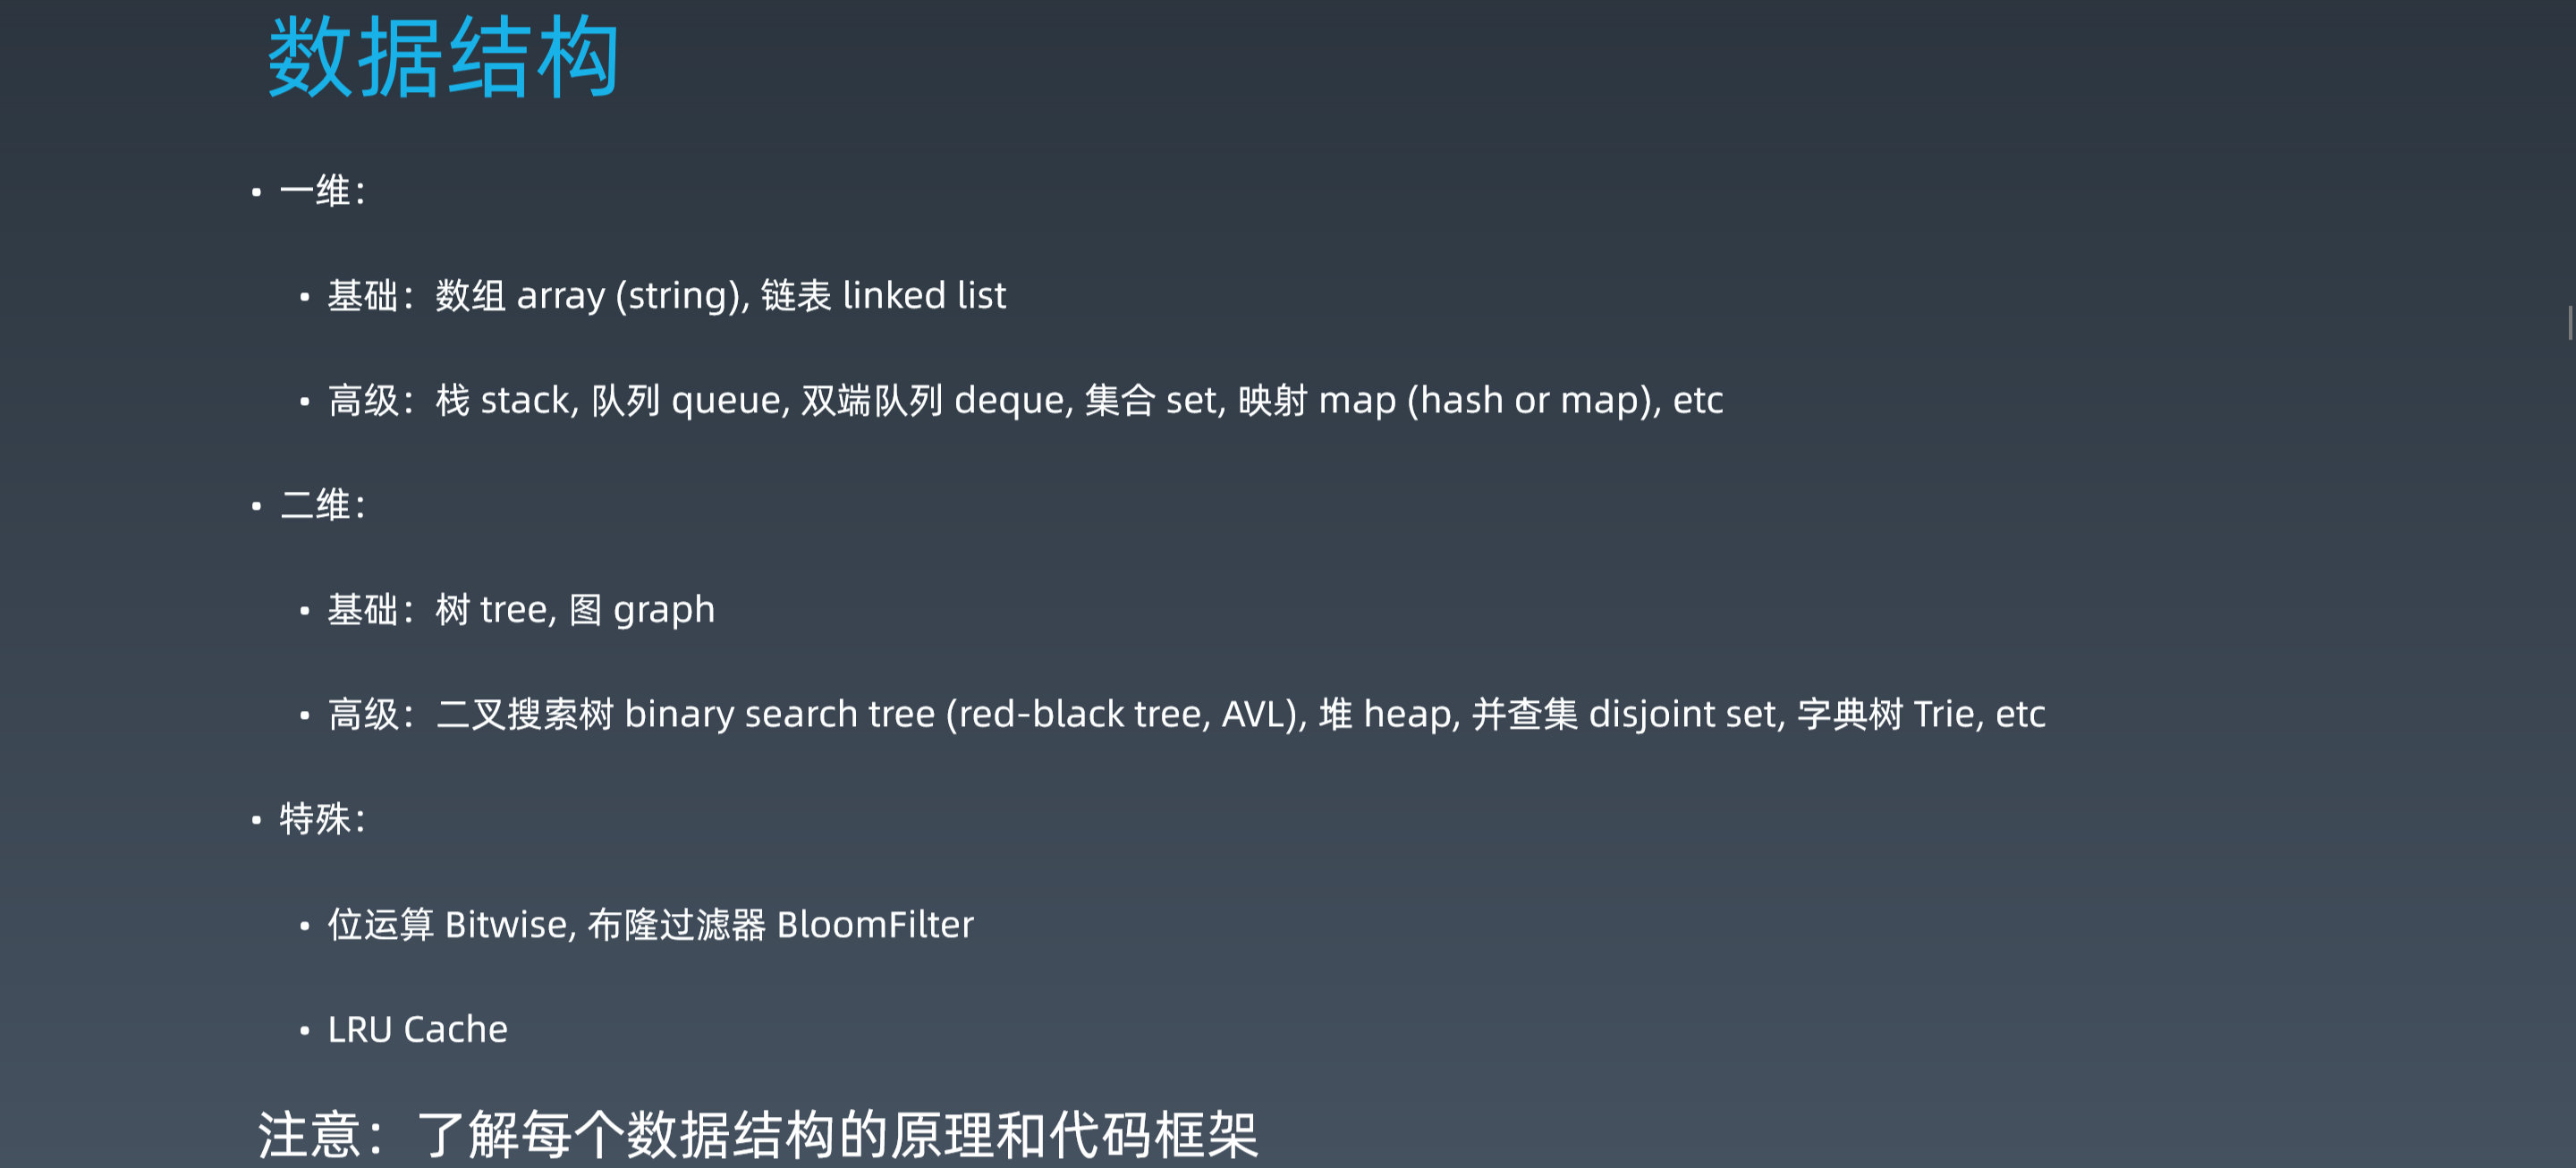 数据结构
• 一维：
• 基础：数组 array (string), 链表 linked list
• 高级：栈 stack, 队列 queue, 双端队列 deque, 集合 set, 映射 map (hash or map), etc
• 二维：
• 基础：树 tree, 图 graph
• 高级：二叉搜索树 binary search tree (red-black tree, AVL), 堆 heap, 并查集 disjoint set, 字典树 Trie, etc
• 特殊：
• 位运算 Bitwise, 布隆过滤器 BloomFilter
• LRU Cache
注意：了解每个数据结构的原理和代码框架